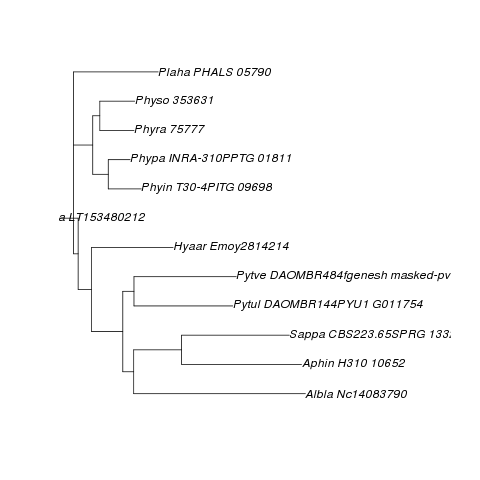 Plaha PHALS 05790
Physo 353631
Phyra 75777
Phypa INRA-310PPTG 01811
Phyin T30-4PITG 09698
a LT153480212
Hyaar Emoy2814214
Pytve DAOMBR484fgenesh masked-pv
Pytul DAOMBR144PYU1 G011754
Sappa CBS223.65SPRG 133
Aphin H310 10652
Albla Nc14083790